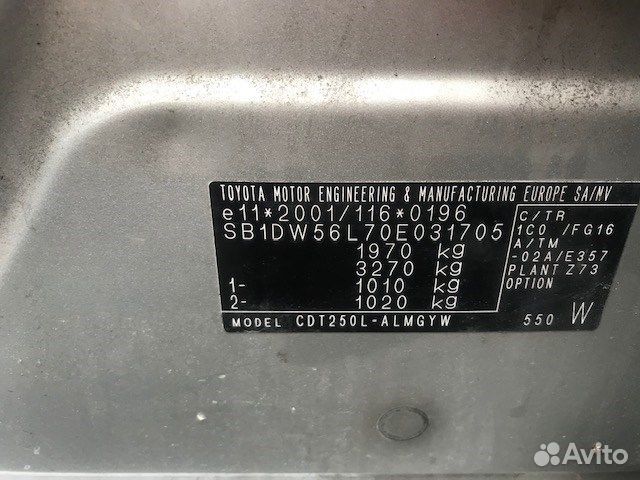 TOYOTA MOTOR ENGINEERING & MANUFACTURING EUROPE SA/NV
e11*2001/116*0196
SB1DW56L70E031705
1970 kg
3270 kg
1- 1010 kg
2- 1020 kg
MODEL CDT250L-ALMGYW
C/TR
1C0 /FG16
A/TM
-02A/E357
PLANT Z73
OPTION
550 W
Avito